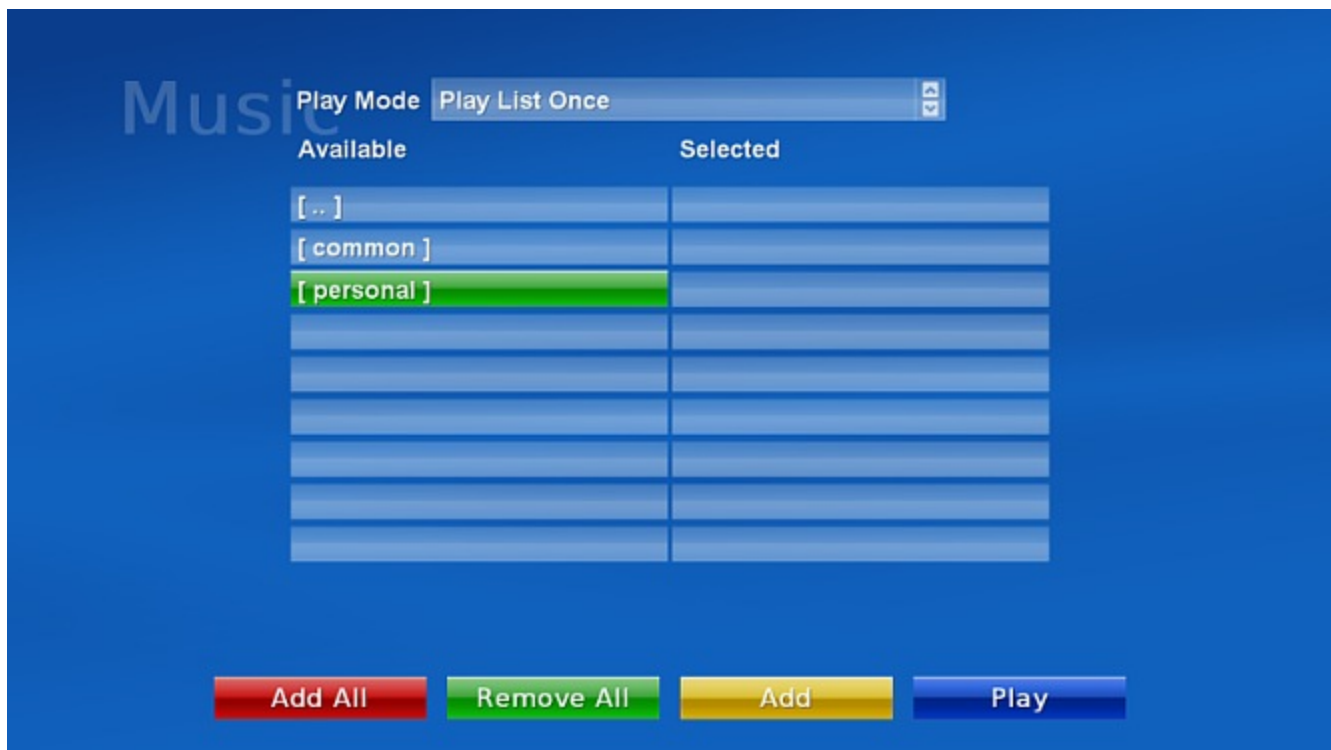 Music
Play Mode Play List Once
Available Selected
[ .. ]
[ common ]
[ personal ]
Add All Remove All Add Play